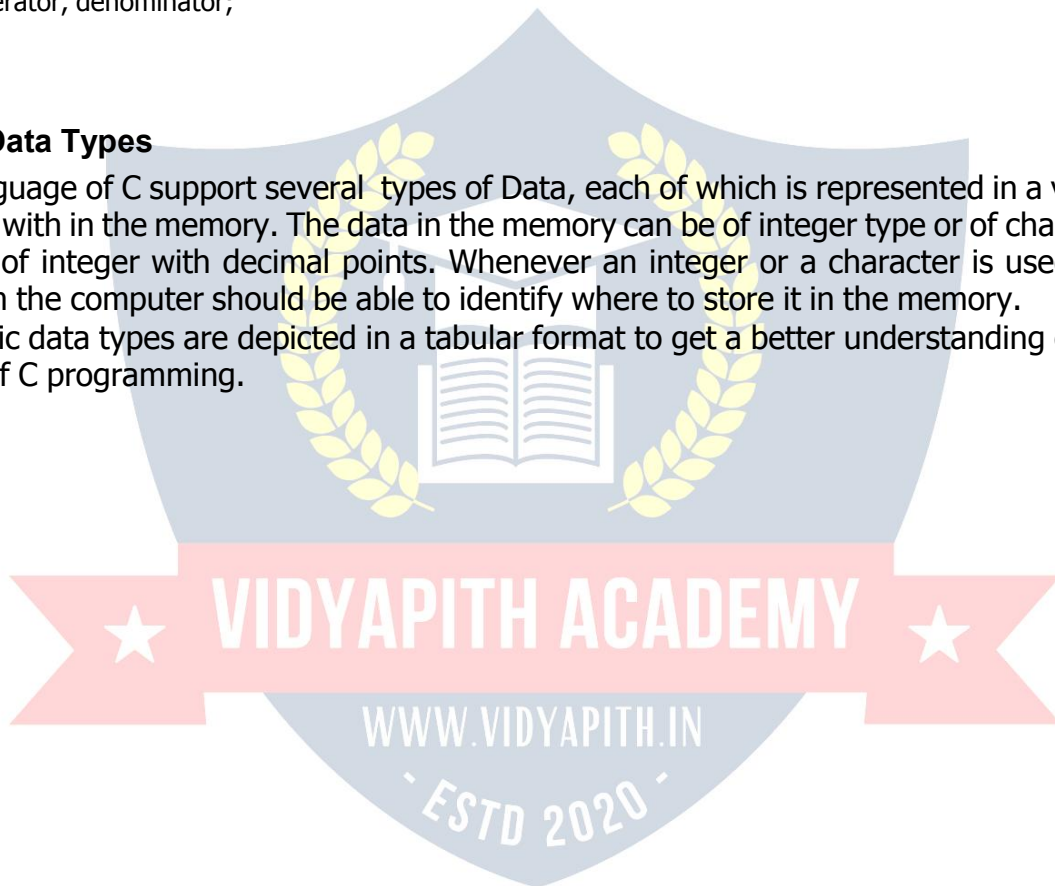 erator, denominator;
Data Types
guage of C support several types of Data, each of which is represented in a
with in the memory. The data in the memory can be of integer type or of cha
of integer with decimal points. Whenever an integer or a character is use
the computer should be able to identify where to store it in the memory.
ic data types are depicted in a tabular format to get a better understanding
f C programming.
VIDYAPITH ACADEMY
WWW.VIDYAPITH.IN
- ESTD 2020 -